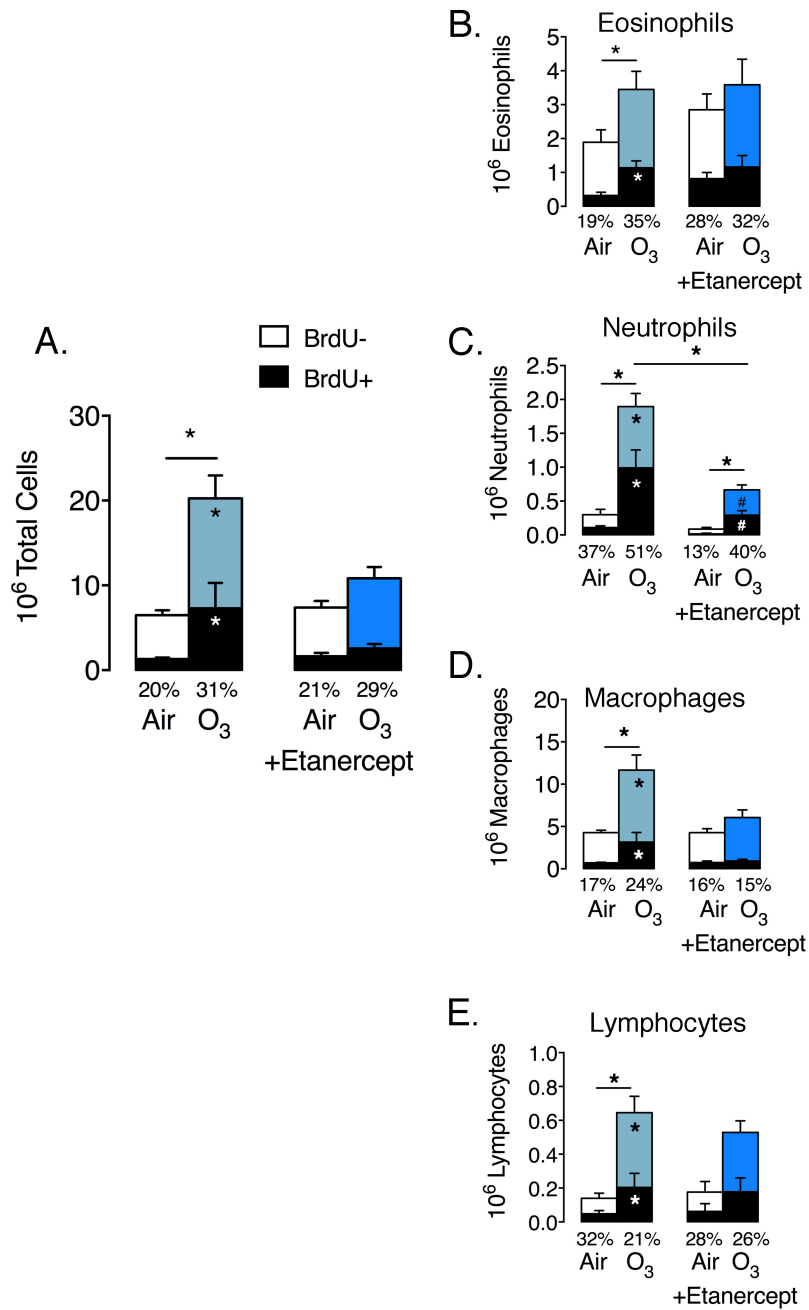 A.
BrdU-
BrdU+
10⁶ Total Cells
30
20
10
0
*
*
*
20% 31% 21% 29%
Air O₃ Air O₃
+Etanercept
B.
Eosinophils
10⁶ Eosinophils
5
4
3
2
1
0
*
*
19% 35% 28% 32%
Air O₃ Air O₃
+Etanercept
C.
Neutrophils
10⁶ Neutrophils
2.5
2.0
1.5
1.0
0.5
0.0
*
*
*
*
*
#
#
37% 51% 13% 40%
Air O₃ Air O₃
+Etanercept
D.
Macrophages
10⁶ Macrophages
20
15
10
5
0
*
*
*
17% 24% 16% 15%
Air O₃ Air O₃
+Etanercept
E.
Lymphocytes
10⁶ Lymphocytes
1.0
0.8
0.6
0.4
0.2
0.0
*
*
*
32% 21% 28% 26%
Air O₃ Air O₃
+Etanercept